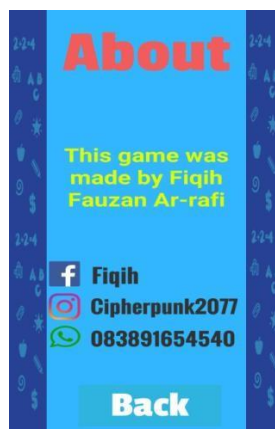 About
This game was
made by Fiqih
Fauzan Ar-rafi
Fiqih
Cipherpunk2077
083891654540
Back